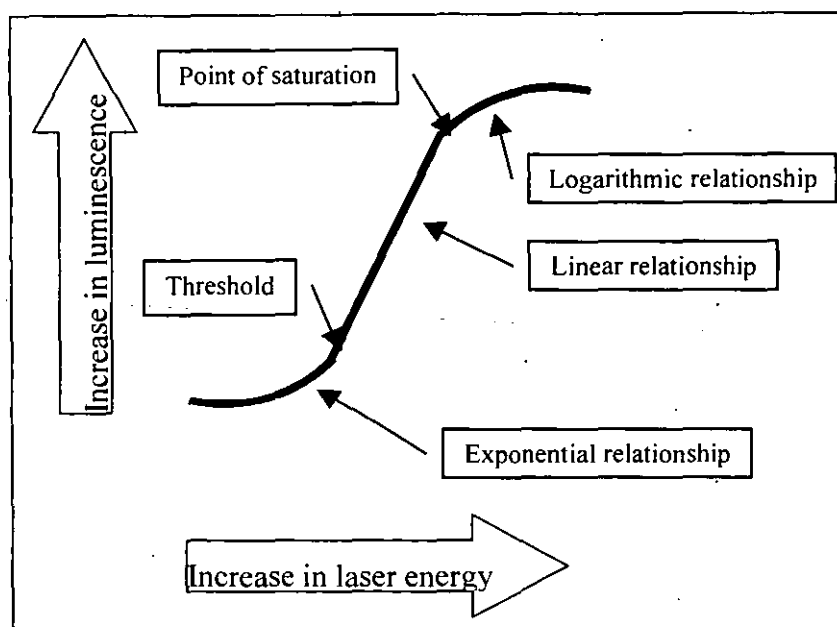 Point of saturation
Logarithmic relationship
Linear relationship
Threshold
Exponential relationship
Increase in luminescence
Increase in laser energy